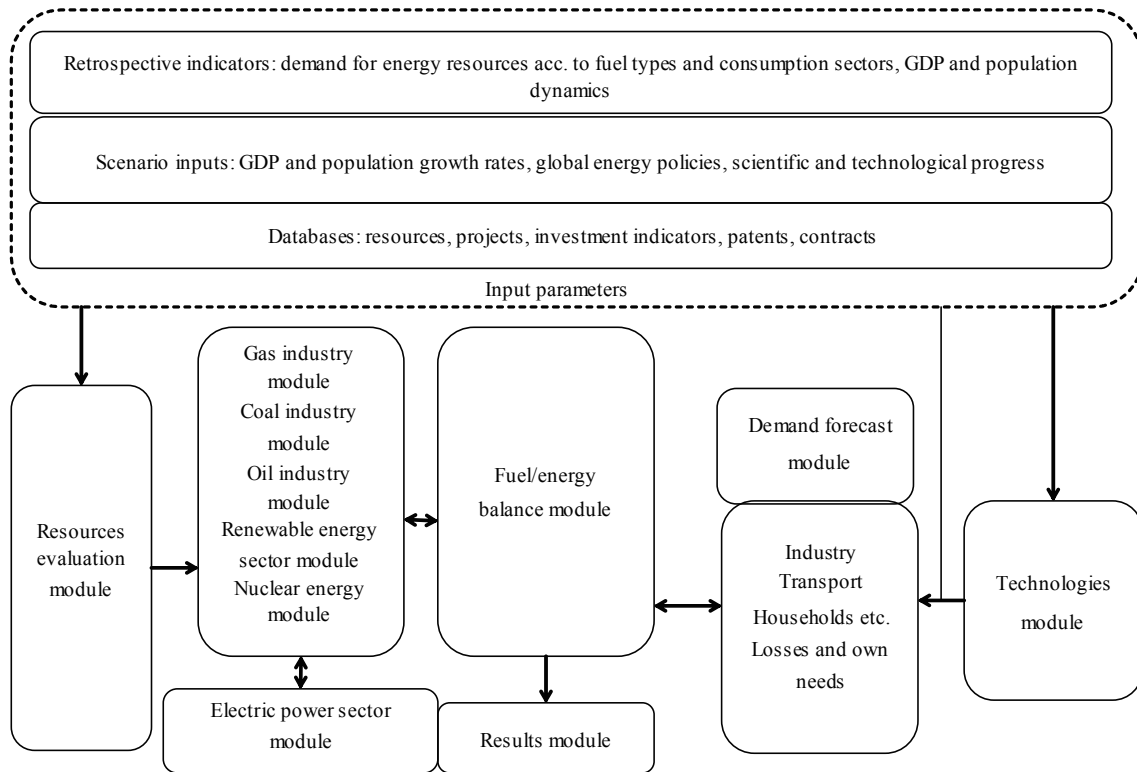 Retrospective indicators: demand for energy resources acc. to fuel types and consumption sectors, GDP and population
dynamics
Scenario inputs: GDP and population growth rates, global energy policies, scientific and technological progress
Databases: resources, projects, investment indicators, patents, contracts
Input parameters
Resources
evaluation
module
Gas industry
module
Coal industry
module
Oil industry
module
Renewable energy
sector module
Nuclear energy
module
Electric power sector
module
Fuel/energy
balance module
Results module
Demand forecast
module
Industry
Transport
Households etc.
Losses and own
needs
Technologies
module